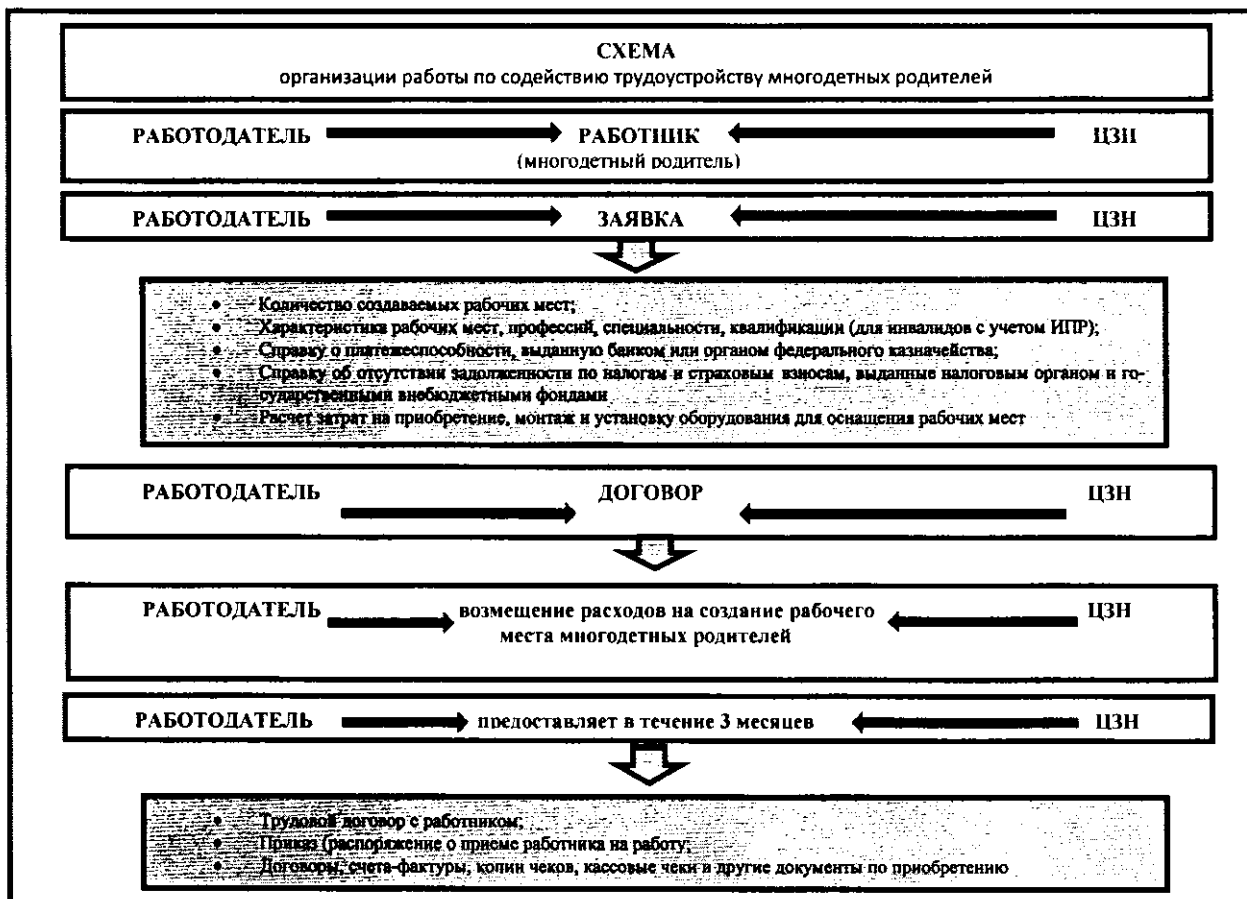 СХЕМА
организации работы по содействию трудоустройству многодетных родителей
РАБОТОДАТЕЛЬ РАБОТНИК ЦЗН
(многодетный родитель)
РАБОТОДАТЕЛЬ ЗАЯВКА ЦЗН
• Количество создаваемых рабочих мест;
• Характеристика рабочих мест, профессий, специальности, квалификации (для инвалидов с учетом ИПР);
• Справку о платежеспособности, выданную банком или органом федерального казначейства;
• Справку об отсутствии задолженности по налогам и страховым взносам, выданные налоговым органом и го-
сударственными внебюджетными фондами
• Расчет затрат на приобретение, монтаж и установку оборудования для оснащения рабочих мест
РАБОТОДАТЕЛЬ ДОГОВОР ЦЗН
РАБОТОДАТЕЛЬ возмещение расходов на создание рабочего ЦЗН
места многодетных родителей
РАБОТОДАТЕЛЬ предоставляет в течение 3 месяцев ЦЗН
• Трудовой договор с работником;
• Приказ (распоряжение о приеме работника на работу;
• Договоры, счета-фактуры, копии чеков, кассовые чеки и другие документы по приобретению